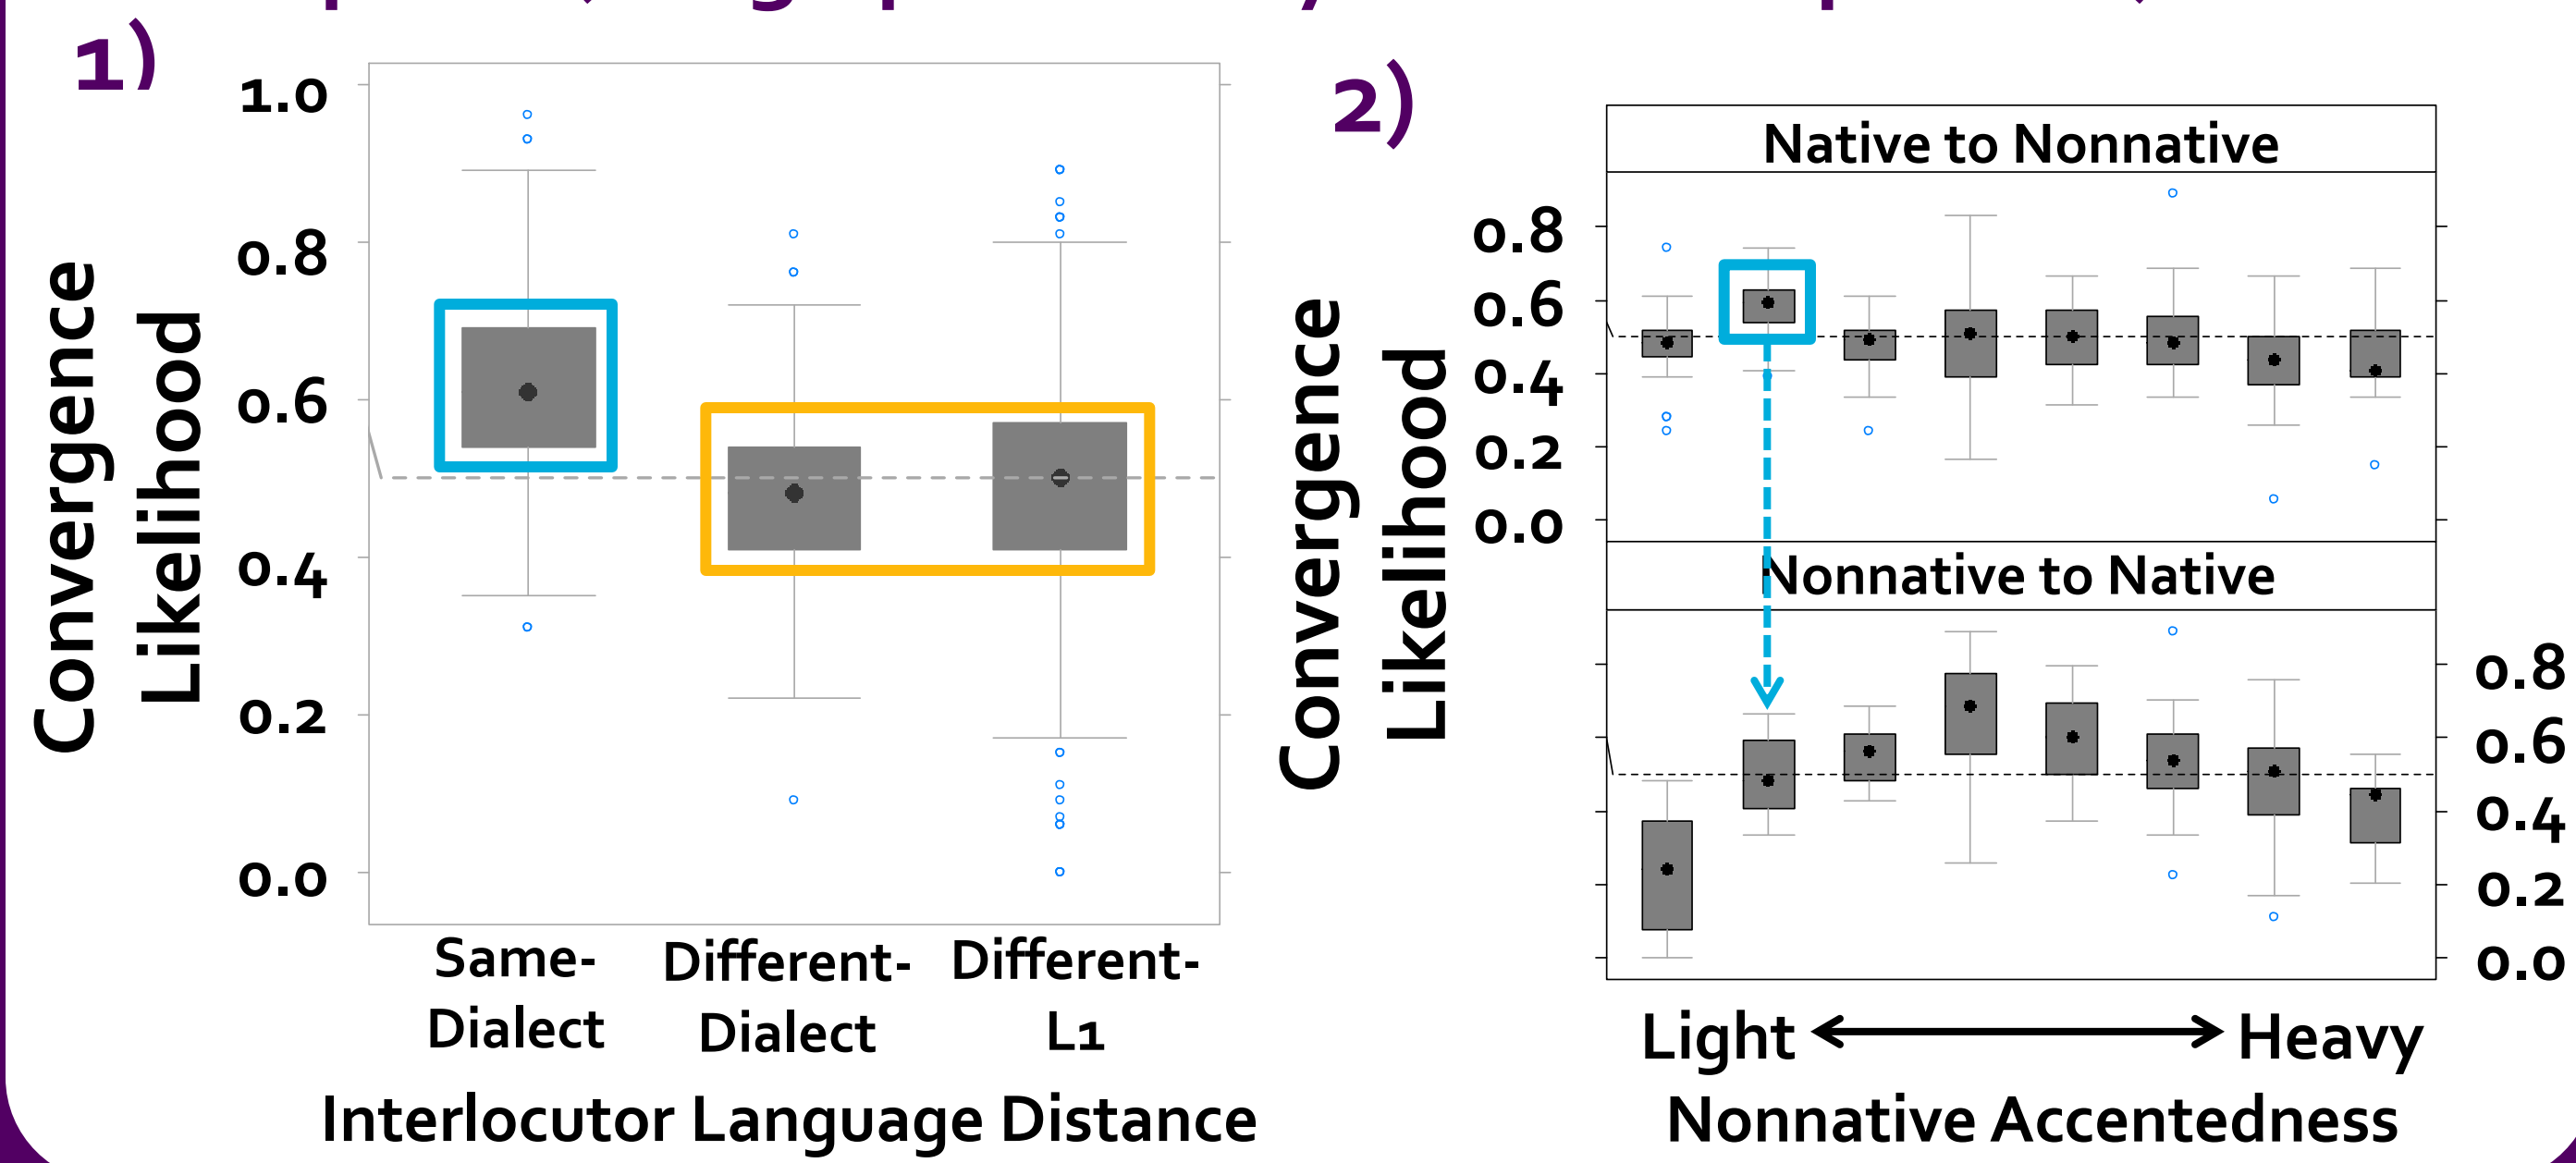 1)
1.0
0.8
0.6
0.4
0.2
0.0
Convergence
Likelihood
Same-
Dialect
Different-
Dialect
Different-
L1
Interlocutor Language Distance
2)
Native to Nonnative
0.8
0.6
0.4
0.2
0.0
Convergence
Likelihood
Nonnative to Native
0.8
0.6
0.4
0.2
0.0
Light
Heavy
Nonnative Accentedness